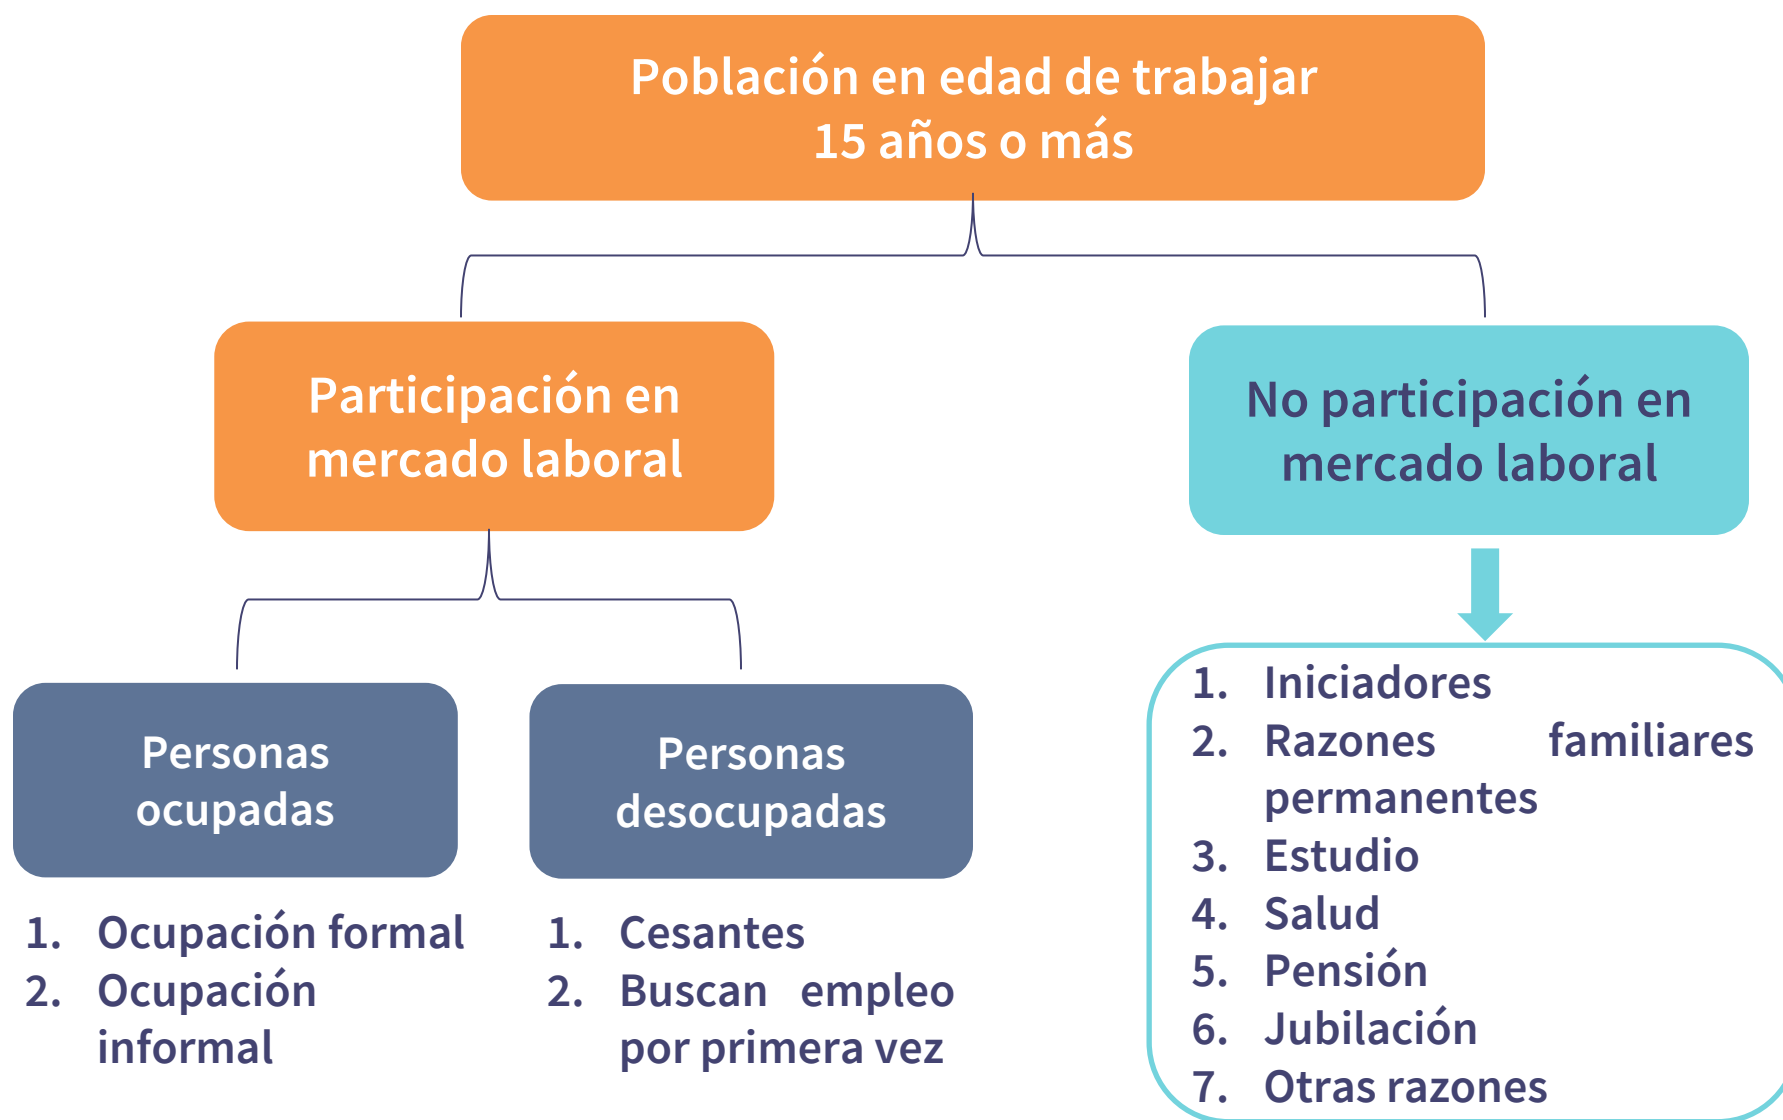 Población en edad de trabajar
15 años o más
Participación en
mercado laboral
No participación en
mercado laboral
Personas
ocupadas
Personas
desocupadas
1. Ocupación formal
2. Ocupación
informal
1. Cesantes
2. Buscan empleo
por primera vez
1. Iniciadores
2. Razones familiares
permanentes
3. Estudio
4. Salud
5. Pensión
6. Jubilación
7. Otras razones